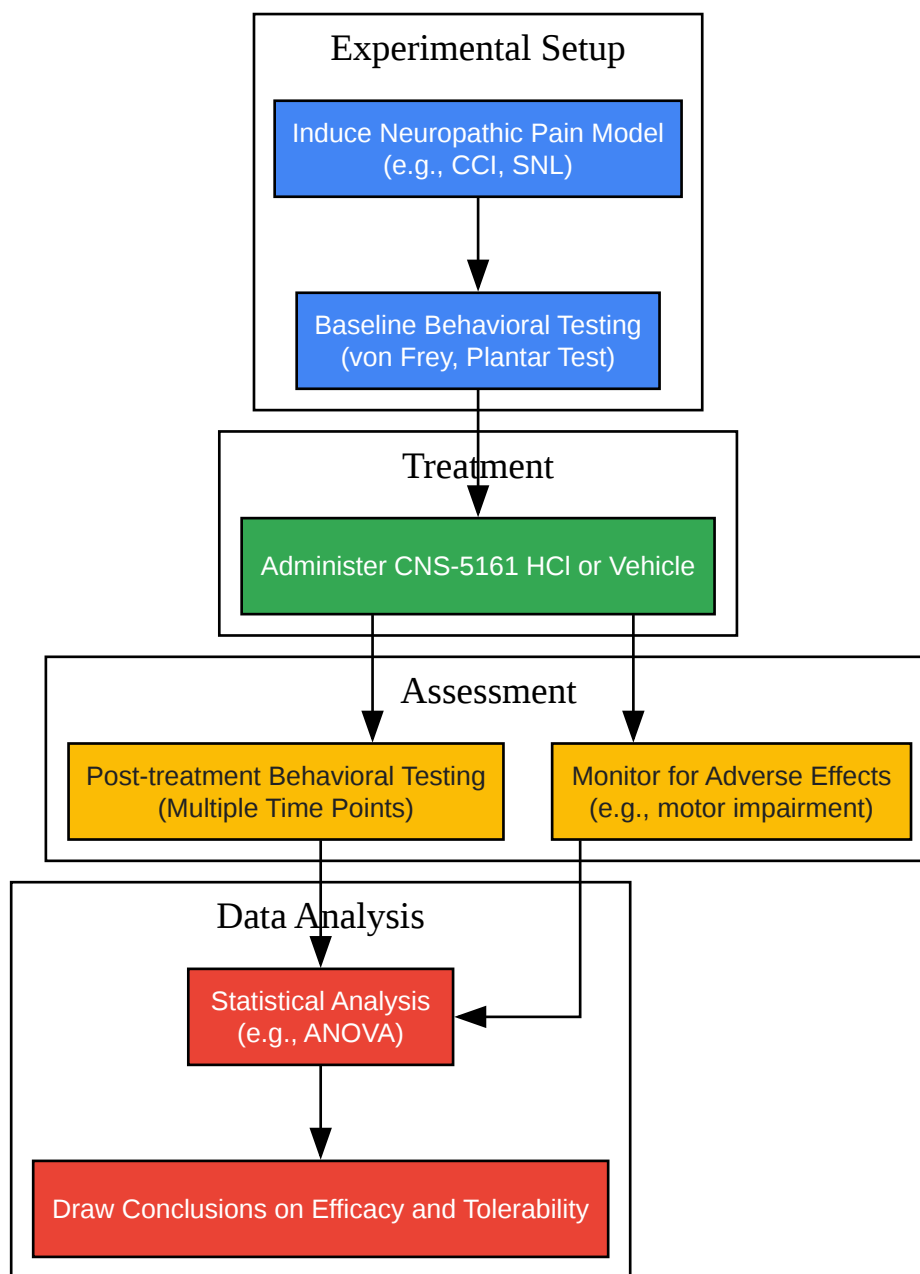 Experimental Setup
Induce Neuropathic Pain Model
(e.g., CCI, SNL)
Baseline Behavioral Testing
(von Frey, Plantar Test)
Treatment
Administer CNS-5161 HCl or Vehicle
Assessment
Post-treatment Behavioral Testing
(Multiple Time Points)
Monitor for Adverse Effects
(e.g., motor impairment)
Data Analysis
Statistical Analysis
(e.g., ANOVA)
Draw Conclusions on Efficacy and Tolerability